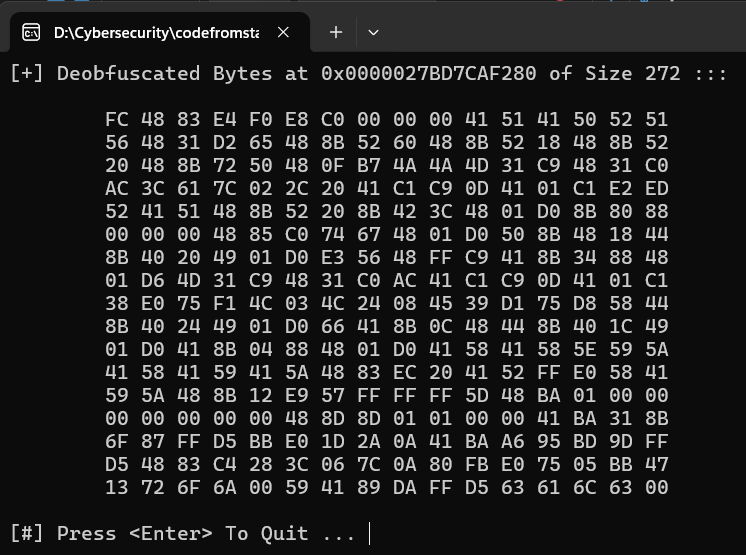 D:\Cybersecurity\codefromsta
[+] Deobfuscated Bytes at 0x0000027BD7CAF280 of Size 272 :::
FC 48 83 E4 F0 E8 C0 00 00 00 41 51 41 50 52 51
56 48 31 D2 65 48 8B 52 60 48 8B 52 18 48 8B 52
20 48 8B 72 50 48 0F B7 4A 4A 4D 31 C9 48 31 C0
AC 3C 61 7C 02 2C 20 41 C1 C9 0D 41 01 C1 E2 ED
52 41 51 48 8B 52 20 8B 42 3C 48 01 D0 8B 80 88
00 00 00 48 85 C0 74 67 48 01 D0 50 8B 48 18 44
8B 40 20 49 01 D0 E3 56 48 FF C9 41 8B 34 88 48
01 D6 4D 31 C9 48 31 C0 AC 41 C1 C9 0D 41 01 C1
38 E0 75 F1 4C 03 4C 24 08 45 39 D1 75 D8 58 44
8B 40 24 49 01 D0 66 41 8B 0C 48 44 8B 40 1C 49
01 D0 41 8B 04 88 48 01 D0 41 58 41 58 5E 59 5A
41 58 41 59 41 5A 48 83 EC 20 41 52 FF E0 58 41
59 5A 48 8B 12 E9 57 FF FF FF 5D 48 BA 01 00 00
00 00 00 00 00 48 8D 8D 01 01 00 00 41 BA 31 8B
6F 87 FF D5 BB E0 1D 2A 0A 41 BA A6 95 BD 9D FF
D5 48 83 C4 28 3C 06 7C 0A 80 FB E0 75 05 BB 47
13 72 6F 6A 00 59 41 89 DA FF D5 63 61 6C 63 00
[#] Press <Enter> To Quit ...